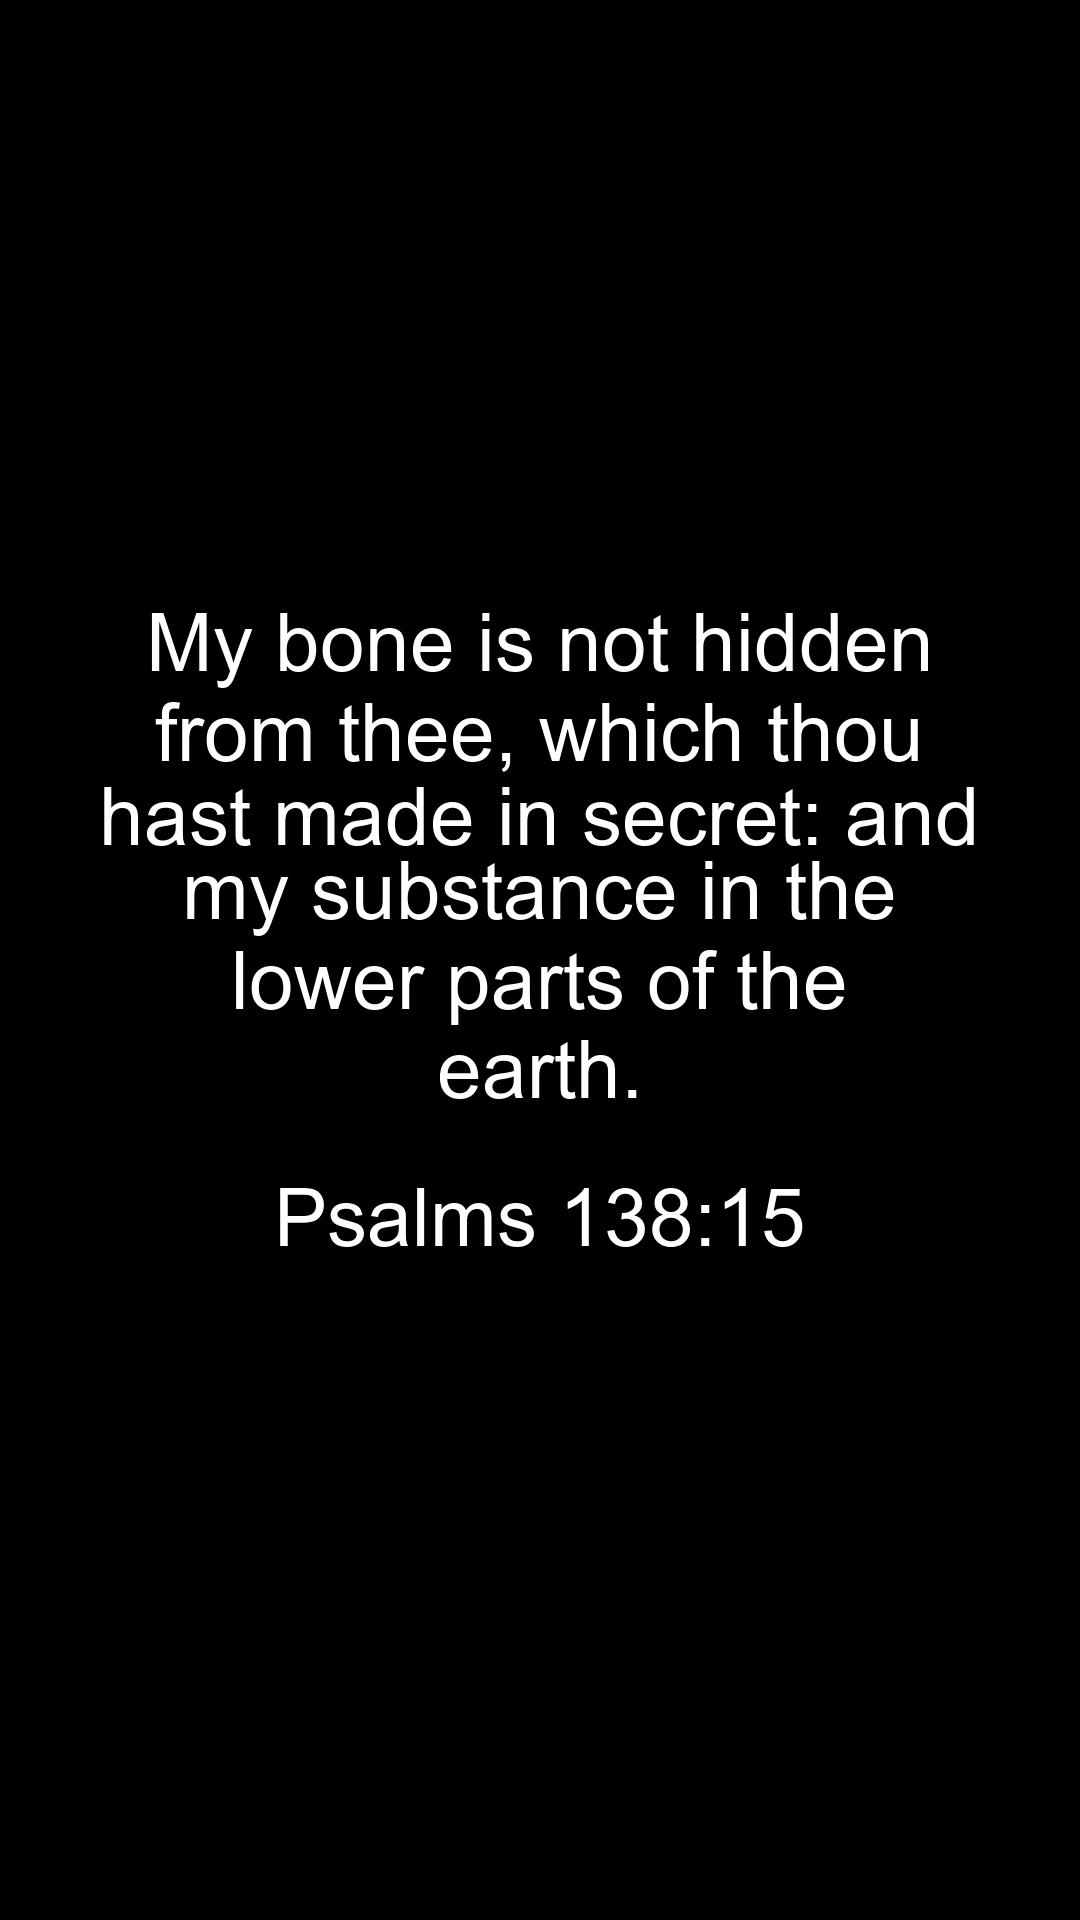 My bone is not hidden
from thee, which thou
hast made in secret: and
my substance in the
lower parts of the
earth.
Psalms 138:15